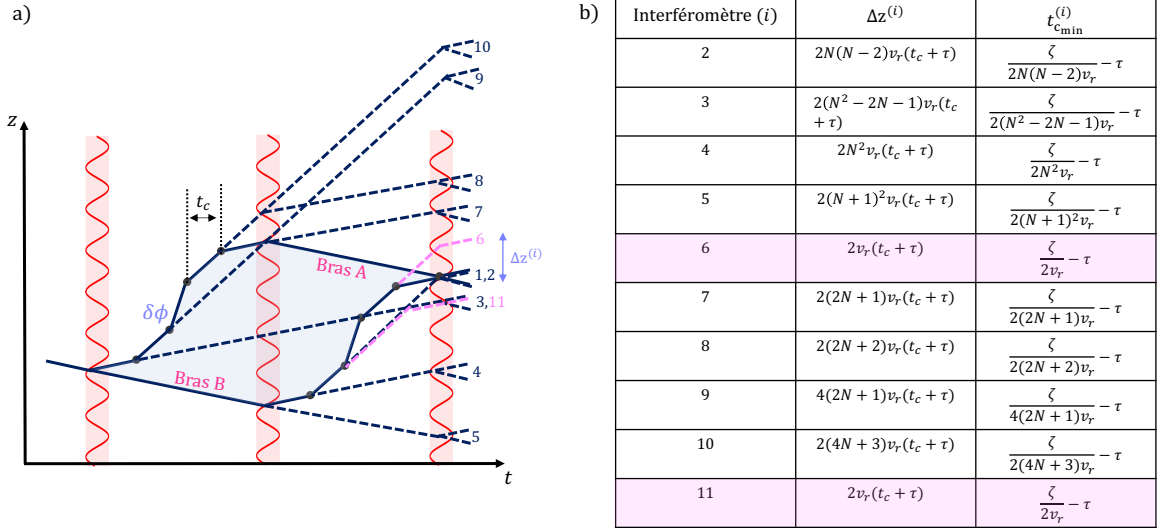 a)
z
t
t_c
δϕ
Bras A
Bras B
10
9
8
7
6
Δz^{(i)}
1,2
3,11
4
5
b)
Interféromètre (i) Δz^{(i)} t_{c_{min}}^{(i)}
2 2N(N − 2)v_r(t_c + τ) ζ/(2N(N − 2)v_r) − τ
3 2(N² − 2N − 1)v_r(t_c
+ τ) ζ/(2(N² − 2N − 1)v_r) − τ
4 2N²v_r(t_c + τ) ζ/(2N²v_r) − τ
5 2(N + 1)²v_r(t_c + τ) ζ/(2(N + 1)²v_r) − τ
6 2v_r(t_c + τ) ζ/(2v_r) − τ
7 2(2N + 1)v_r(t_c + τ) ζ/(2(2N + 1)v_r) − τ
8 2(2N + 2)v_r(t_c + τ) ζ/(2(2N + 2)v_r) − τ
9 4(2N + 1)v_r(t_c + τ) ζ/(4(2N + 1)v_r) − τ
10 2(4N + 3)v_r(t_c + τ) ζ/(2(4N + 3)v_r) − τ
11 2v_r(t_c + τ) ζ/(2v_r) − τ